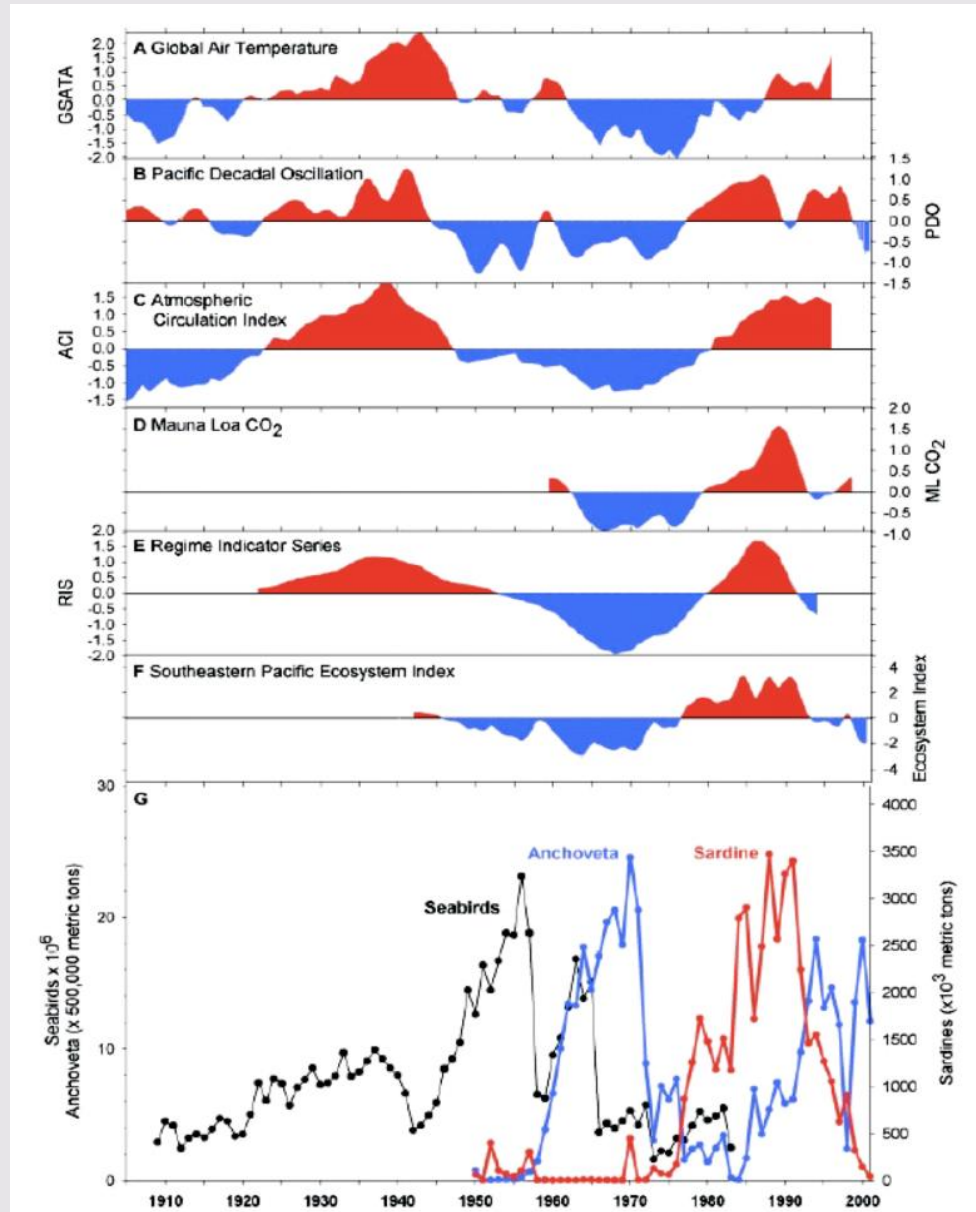 A Global Air Temperature
GSATA
2.0
1.5
1.0
0.5
0.0
-0.5
-1.0
-1.5
-2.0
B Pacific Decadal Oscillation
1.5
1.0
0.5
0.0
-0.5
-1.0
-1.5
PDO
C Atmospheric
Circulation Index
ACI
1.5
1.0
0.5
0.0
-0.5
-1.0
-1.5
D Mauna Loa CO2
2.0
1.5
1.0
0.5
0.0
-0.5
-1.0
ML CO2
E Regime Indicator Series
RIS
2.0
1.5
1.0
0.5
0.0
-0.5
-1.0
-1.5
-2.0
F Southeastern Pacific Ecosystem Index
4
2
0
-2
-4
Ecosystem Index
G
Seabirds x 10⁶
Anchoveta (x 500,000 metric tons)
30
20
10
0
Seabirds
Anchoveta
Sardine
4000
3500
3000
2500
2000
1500
1000
500
0
Sardines (x10³ metric tons)
1910 1920 1930 1940 1950 1960 1970 1980 1990 2000